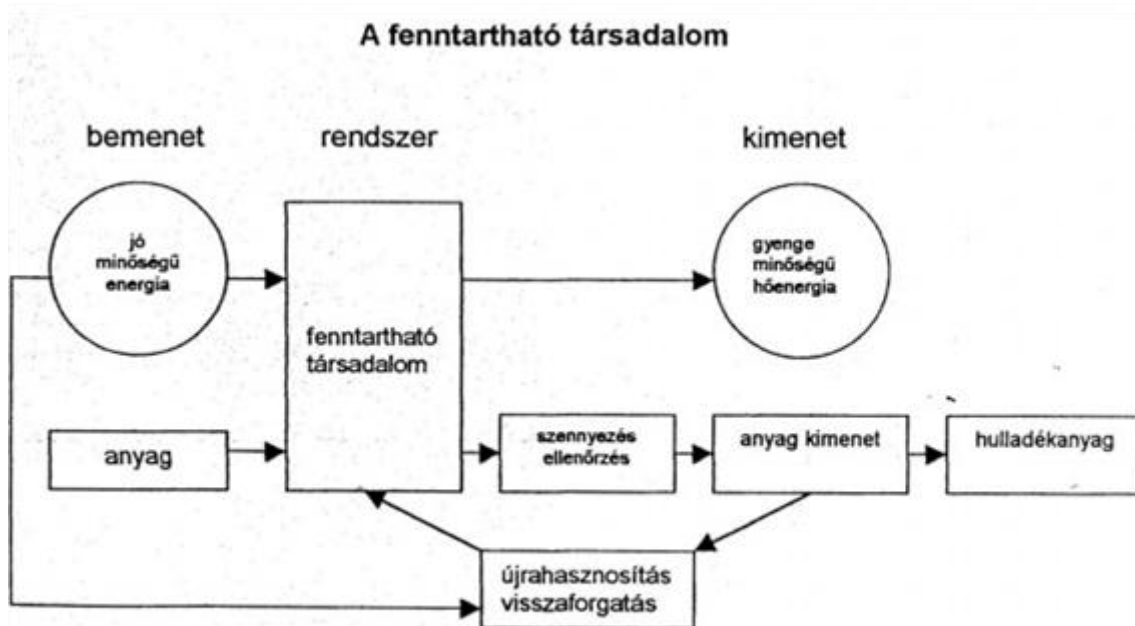 A fenntartható társadalom
bemenet
rendszer
kimenet
jó
minőségű
energia
gyenge
minőségű
hőenergia
fenntartható
társadalom
anyag
szennyezés
ellenőrzés
anyag kimenet
hulladékanyag
újrahasznosítás
visszaforgatás